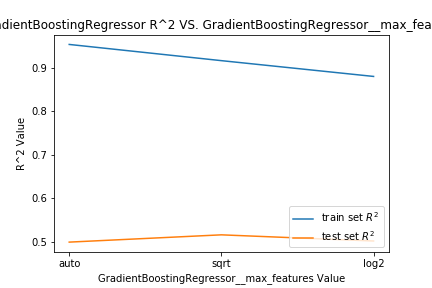 adientBoostingRegressor R^2 VS. GradientBoostingRegressor__max_fea
R^2 Value
0.9
0.8
0.7
0.6
0.5
train set R²
test set R²
auto
sqrt
log2
GradientBoostingRegressor__max_features Value